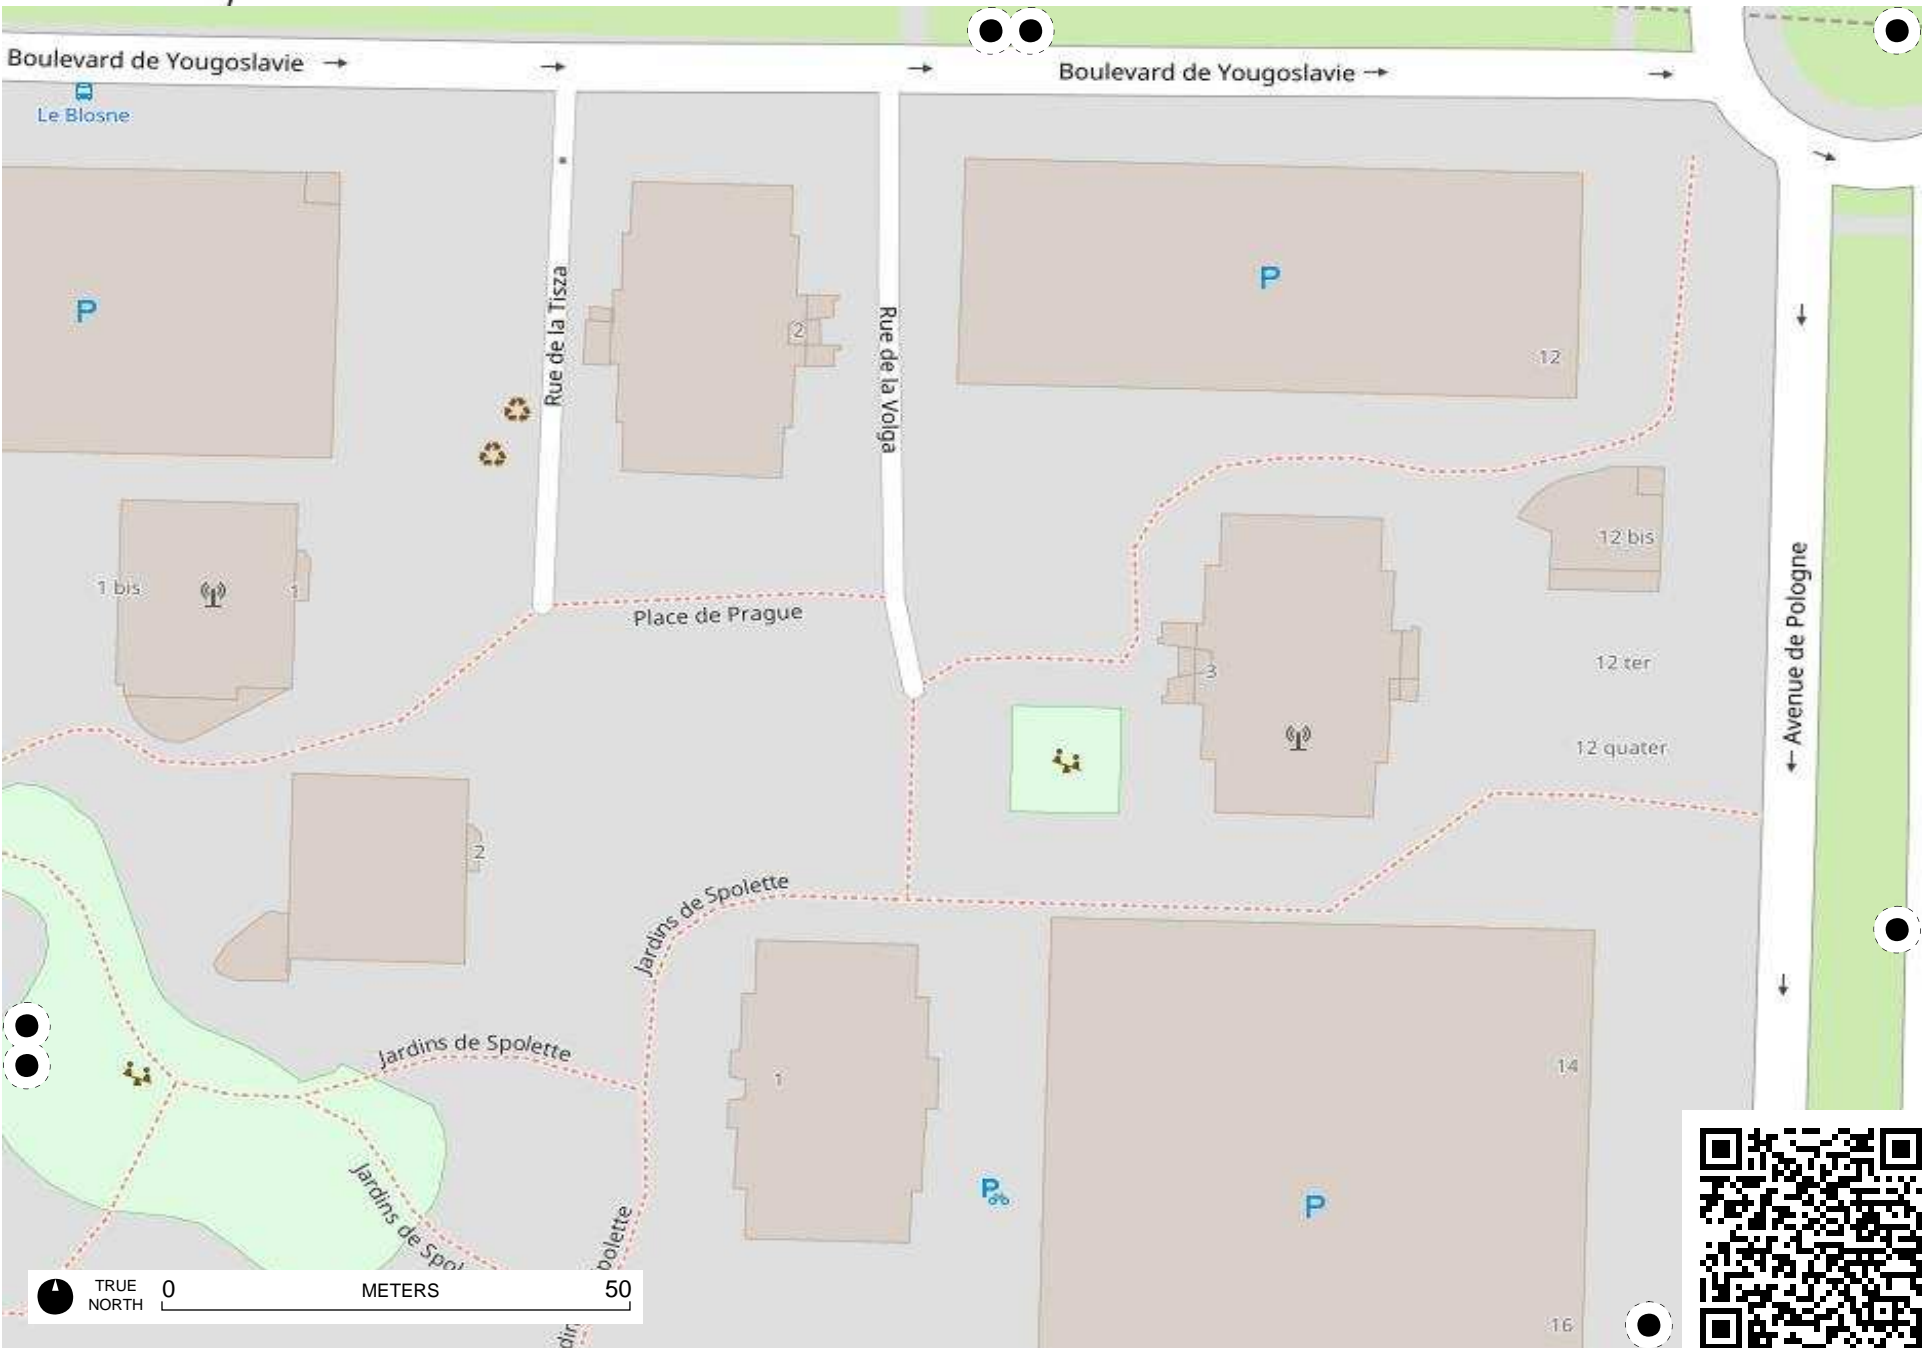 Boulevard de Yougoslavie
Boulevard de Yougoslavie
Le Blosne
P
Rue de la Tisza
2
Rue de la Volga
P
12
1 bis
1
Place de Prague
3
12 bis
12 ter
12 quater
Avenue de Pologne
2
Jardins de Spolette
Jardins de Spolette
1
14
Jardins de Spol
polette
P
P
16
TRUE
NORTH
0 METERS 50